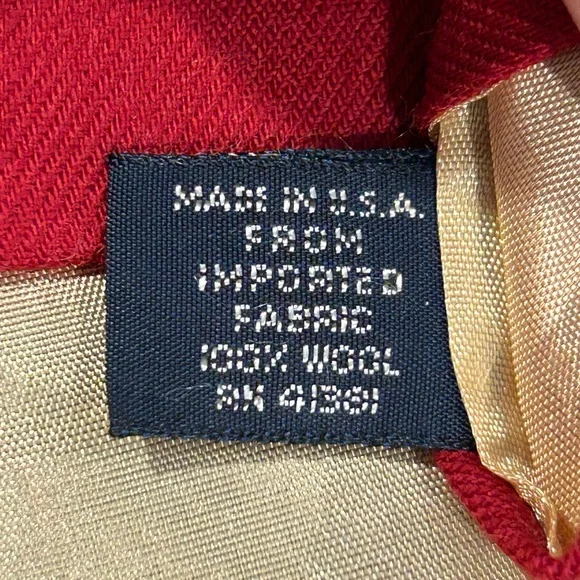 MADE IN U.S.A.
FROM
IMPORTED
FABRIC
100% WOOL
RN 41381